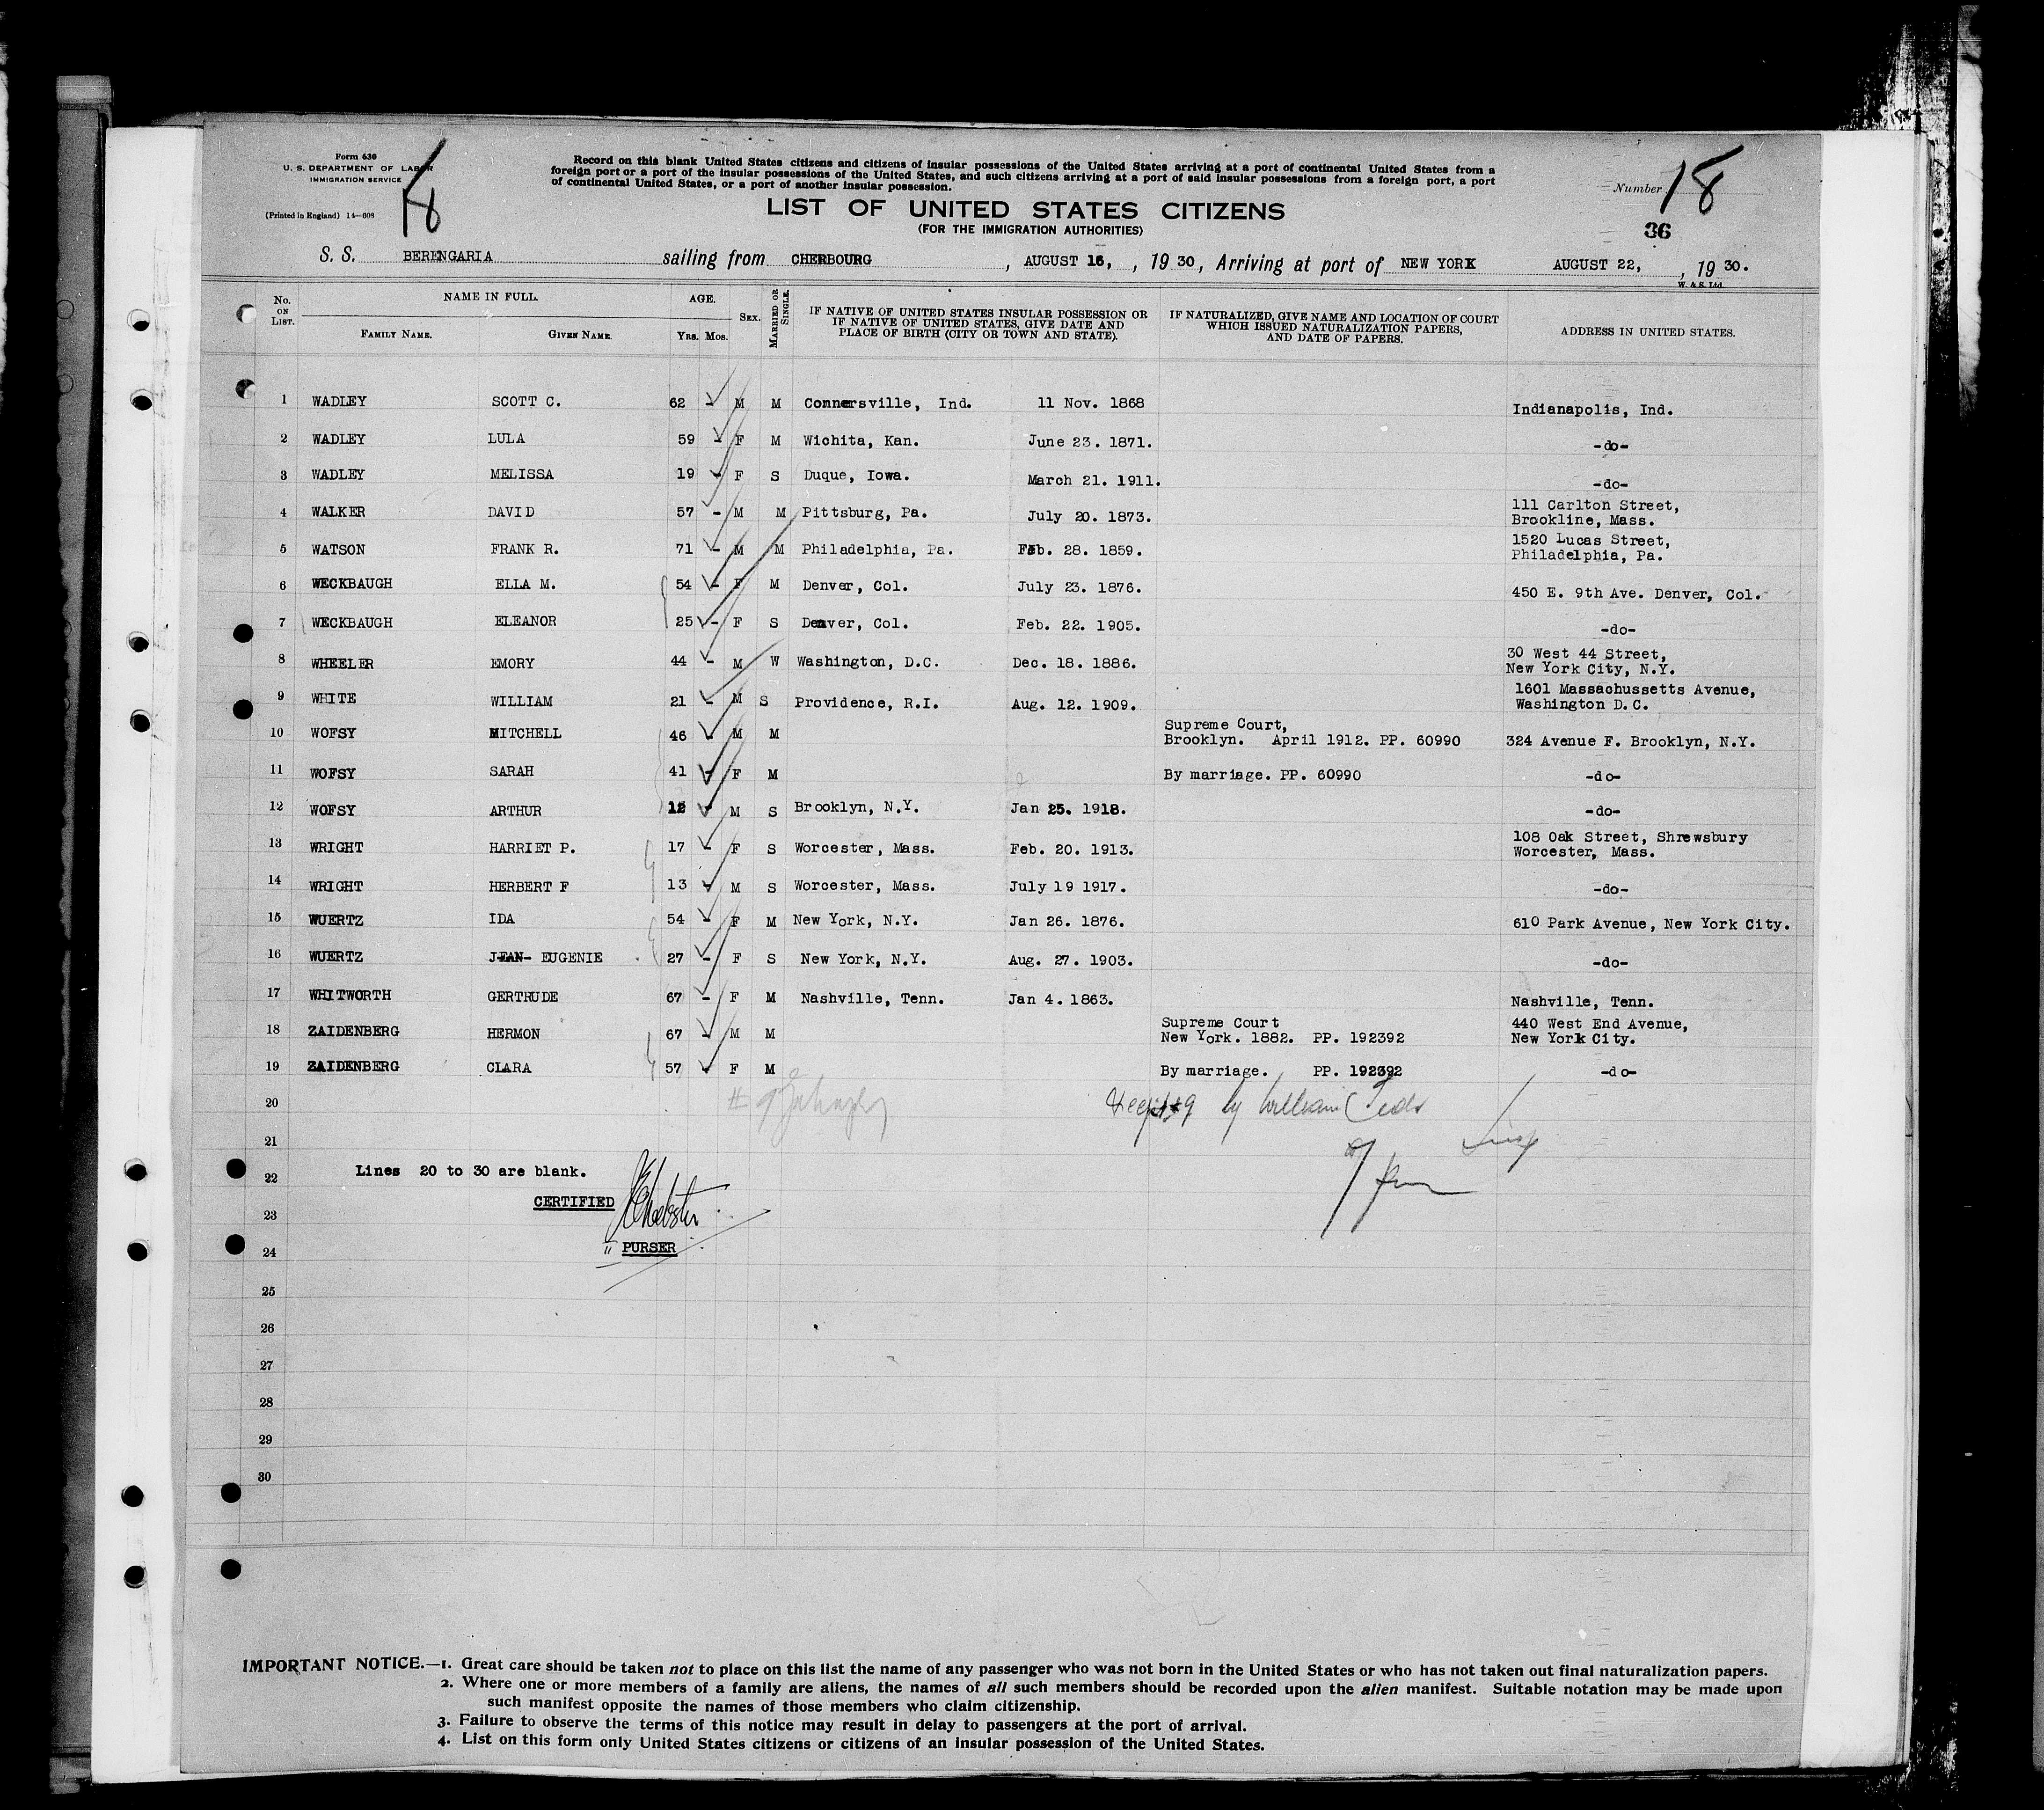 Form 630
U. S. DEPARTMENT OF LABOR
IMMIGRATION SERVICE
(Printed in England) 14—608
18
Record on this blank United States citizens and citizens of insular possessions of the United States arriving at a port of continental United States from a
foreign port or a port of the insular possessions of the United States, and such citizens arriving at a port of said insular possessions from a foreign port, a port
of continental United States, or a port of another insular possession.
LIST OF UNITED STATES CITIZENS
(FOR THE IMMIGRATION AUTHORITIES)
Number 18
36
S. S. BERENGARIA sailing from CHERBOURG, AUGUST 16, , 19 30, Arriving at port of NEW YORK AUGUST 22, , 19 30.
W. & S. Ltd.
No. ON LIST. NAME IN FULL. FAMILY NAME. GIVEN NAME. AGE. Yrs. Mos. SEX. MARRIED OR SINGLE. IF NATIVE OF UNITED STATES INSULAR POSSESSION OR IF NATIVE OF UNITED STATES, GIVE DATE AND PLACE OF BIRTH (CITY OR TOWN AND STATE). IF NATURALIZED, GIVE NAME AND LOCATION OF COURT WHICH ISSUED NATURALIZATION PAPERS, AND DATE OF PAPERS. ADDRESS IN UNITED STATES.
1 WADLEY SCOTT C. 62 - M M Connersville, Ind. 11 Nov. 1868 Indianapolis, Ind.
2 WADLEY LULA 59 - F M Wichita, Kan. June 23. 1871. -do-
3 WADLEY MELISSA 19 - F S Duque, Iowa. March 21. 1911. -do-
4 WALKER DAVID 57 - M M Pittsburg, Pa. July 20. 1873. 111 Carlton Street, Brookline, Mass.
5 WATSON FRANK R. 71 - M M Philadelphia, Pa. Feb. 28. 1859. 1520 Lucas Street, Philadelphia, Pa.
6 WECKBAUGH ELLA M. 54 - F M Denver, Col. July 23. 1876. 450 E. 9th Ave. Denver, Col.
7 WECKBAUGH ELEANOR 25 - F S Denver, Col. Feb. 22. 1905. -do-
8 WHEELER EMORY 44 - M W Washington, D.C. Dec. 18. 1886. 30 West 44 Street, New York City, N.Y.
9 WHITE WILLIAM 21 - M S Providence, R.I. Aug. 12. 1909. 1601 Massachussetts Avenue, Washington D.C.
10 WOFSY MITCHELL 46 - M M Supreme Court, Brooklyn. April 1912. PP. 60990 324 Avenue F. Brooklyn, N.Y.
11 WOFSY SARAH 41 - F M By marriage. PP. 60990 -do-
12 WOFSY ARTHUR 12 - M S Brooklyn, N.Y. Jan 25. 1918. -do-
13 WRIGHT HARRIET P. 17 - F S Worcester, Mass. Feb. 20. 1913. 108 Oak Street, Shrewsbury Worcester, Mass.
14 WRIGHT HERBERT F 13 - M S Worcester, Mass. July 19 1917. -do-
15 WUERTZ IDA 54 - F M New York, N.Y. Jan 26. 1876. 610 Park Avenue, New York City.
16 WUERTZ JEAN- EUGENIE 27 - F S New York, N.Y. Aug. 27. 1903. -do-
17 WHITWORTH GERTRUDE 67 - F M Nashville, Tenn. Jan 4. 1863. Nashville, Tenn.
18 ZAIDENBERG HERMON 67 - M M Supreme Court New York. 1882. PP. 192392 440 West End Avenue, New York City.
19 ZAIDENBERG CLARA 57 - F M By marriage. PP. 192392 -do-
20 by William
21
22 Lines 20 to 30 are blank.
CERTIFIED
23
24 PURSER
25
26
27
28
29
30
IMPORTANT NOTICE.—1. Great care should be taken not to place on this list the name of any passenger who was not born in the United States or who has not taken out final naturalization papers.
2. Where one or more members of a family are aliens, the names of all such members should be recorded upon the alien manifest. Suitable notation may be made upon
such manifest opposite the names of those members who claim citizenship.
3. Failure to observe the terms of this notice may result in delay to passengers at the port of arrival.
4. List on this form only United States citizens or citizens of an insular possession of the United States.